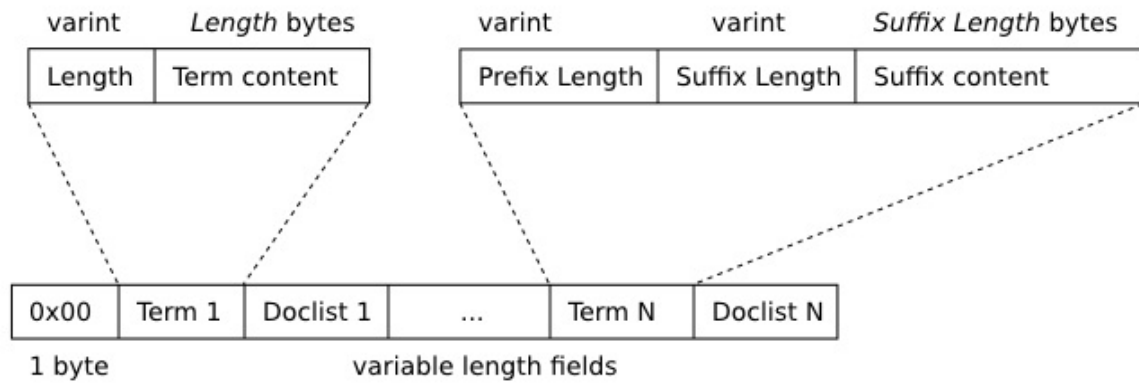 varint Length bytes varint varint Suffix Length bytes
Length Term content Prefix Length Suffix Length Suffix content
0x00 Term 1 Doclist 1 ... Term N Doclist N
1 byte variable length fields